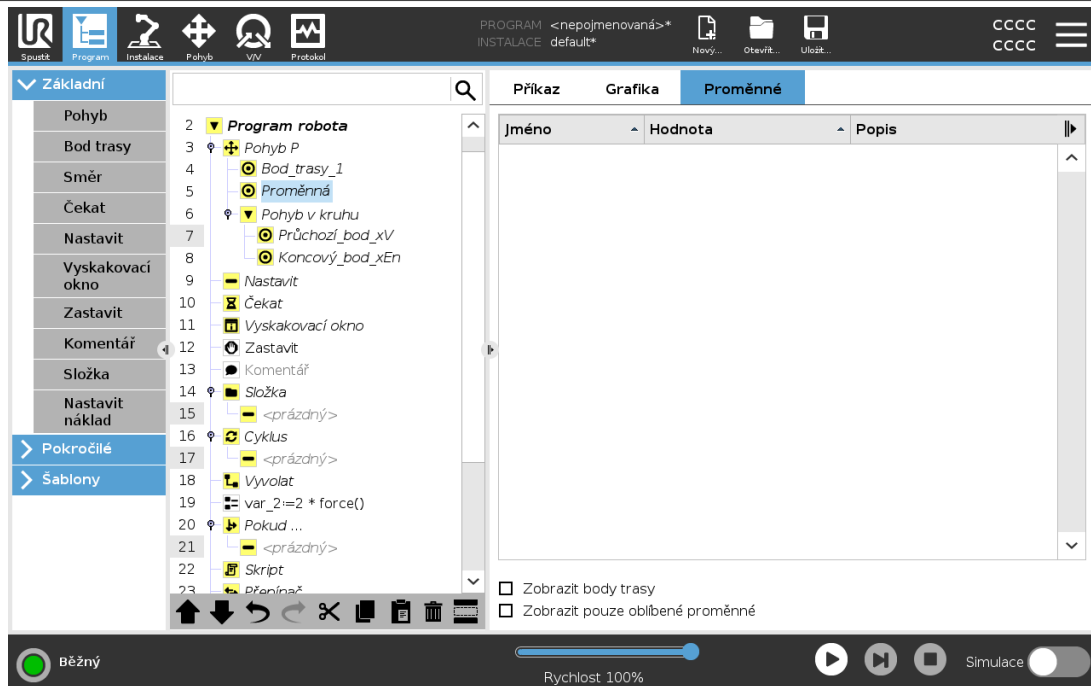 PROGRAM <nepojmenovaná>*
INSTALACE default*
Spustit
Program
Instalace
Pohyb
V/V
Protokol
Nový...
Otevřít...
Uložit...
CCCC
CCCC
Základní
Pohyb
Bod trasy
Směr
Čekat
Nastavit
Vyskakovací
okno
Zastavit
Komentář
Složka
Nastavit
náklad
Pokročilé
Šablony
2 Program robota
3 Pohyb P
4 Bod_trasy_1
5 Proměnná
6 Pohyb v kruhu
7 Průchozí_bod_xV
8 Koncový_bod_xEn
9 Nastavit
10 Čekat
11 Vyskakovací okno
12 Zastavit
13 Komentář
14 Složka
15 <prázdný>
16 Cyklus
17 <prázdný>
18 Vyvolat
19 var_2:=2 * force()
20 Pokud ...
21 <prázdný>
22 Skript
23 Přepínač
Příkaz
Grafika
Proměnné
Jméno
Hodnota
Popis
Zobrazit body trasy
Zobrazit pouze oblíbené proměnné
Běžný
Rychlost 100%
Simulace